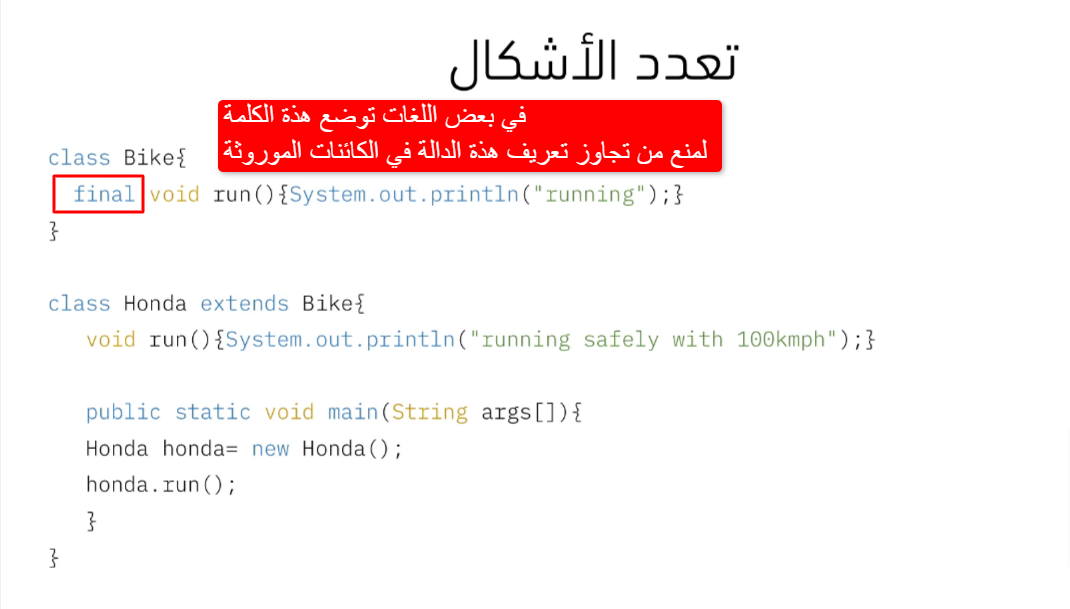 تعدد الأشكال
في بعض اللغات توضع هذة الكلمة
لمنع من تجاوز تعريف هذة الدالة في الكائنات الموروثة
class Bike{
final void run(){System.out.println("running");}
}
class Honda extends Bike{
void run(){System.out.println("running safely with 100kmph");}
public static void main(String args[]){
Honda honda= new Honda();
honda.run();
}
}